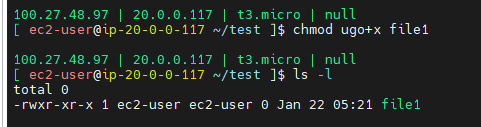 100.27.48.97 | 20.0.0.117 | t3.micro | null
[ ec2-user@ip-20-0-0-117 ~/test ]$ chmod ugo+x file1
100.27.48.97 | 20.0.0.117 | t3.micro | null
[ ec2-user@ip-20-0-0-117 ~/test ]$ ls -l
total 0
-rwxr-xr-x 1 ec2-user ec2-user 0 Jan 22 05:21 file1